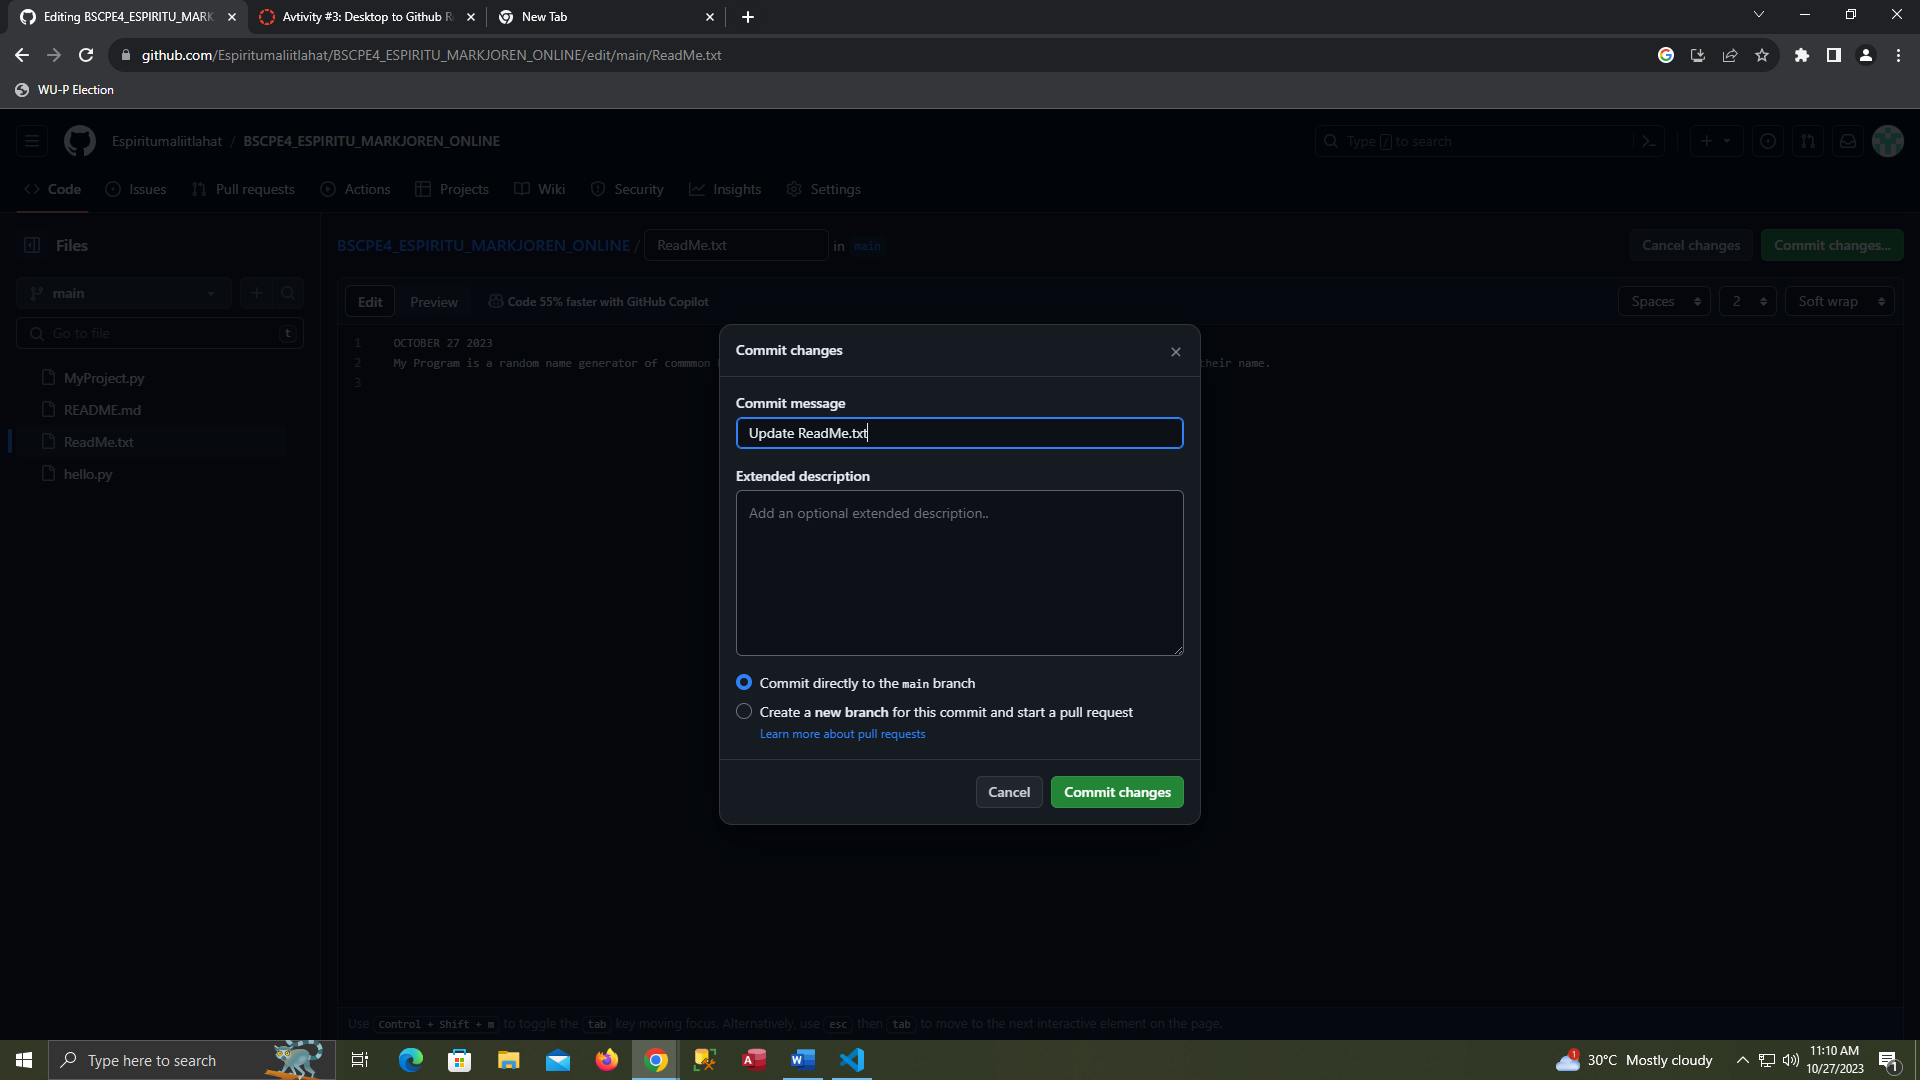 Editing BSCPE4_ESPIRITU_MARK
Avtivity #3: Desktop to Github R
New Tab
github.com/Espiritumaliitlahat/BSCPE4_ESPIRITU_MARKJOREN_ONLINE/edit/main/ReadMe.txt
WU-P Election
Espiritumaliitlahat / BSCPE4_ESPIRITU_MARKJOREN_ONLINE
Type / to search
Code Issues Pull requests Actions Projects Wiki Security Insights Settings
Files
BSCPE4_ESPIRITU_MARKJOREN_ONLINE / ReadMe.txt in main
Cancel changes Commit changes...
main
Edit Preview Code 55% faster with GitHub Copilot
Spaces 2 Soft wrap
Go to file t
1 OCTOBER 27 2023
2 My Program is a random name generator of commmon their name.
3
MyProject.py
README.md
ReadMe.txt
hello.py
Commit changes
Commit message
Update ReadMe.txt
Extended description
Add an optional extended description..
Commit directly to the main branch
Create a new branch for this commit and start a pull request
Learn more about pull requests
Cancel Commit changes
Use Control + Shift + m to toggle the tab key moving focus. Alternatively, use esc then tab to move to the next interactive element on the page.
Type here to search
1 30°C Mostly cloudy
11:10 AM
10/27/2023
1